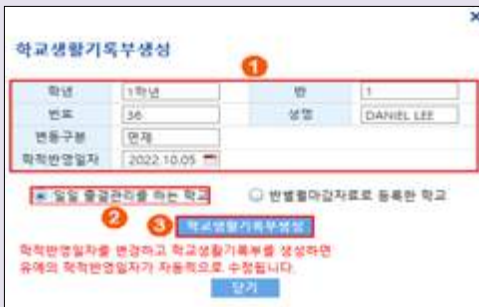 학교생활기록부생성
1
학년 1학년 반 1
번호 36 성명 DANIEL LEE
변동구분 면제
학적반영일자 2022.10.05
일일 출결관리를 하는 학교 반별월마감자료로 등록한 학교
2 3 학교생활기록부생성
학적반영일자를 변경하고 학교생활기록부를 생성하면
유예의 학적반영일자가 자동적으로 수정됩니다.
닫기